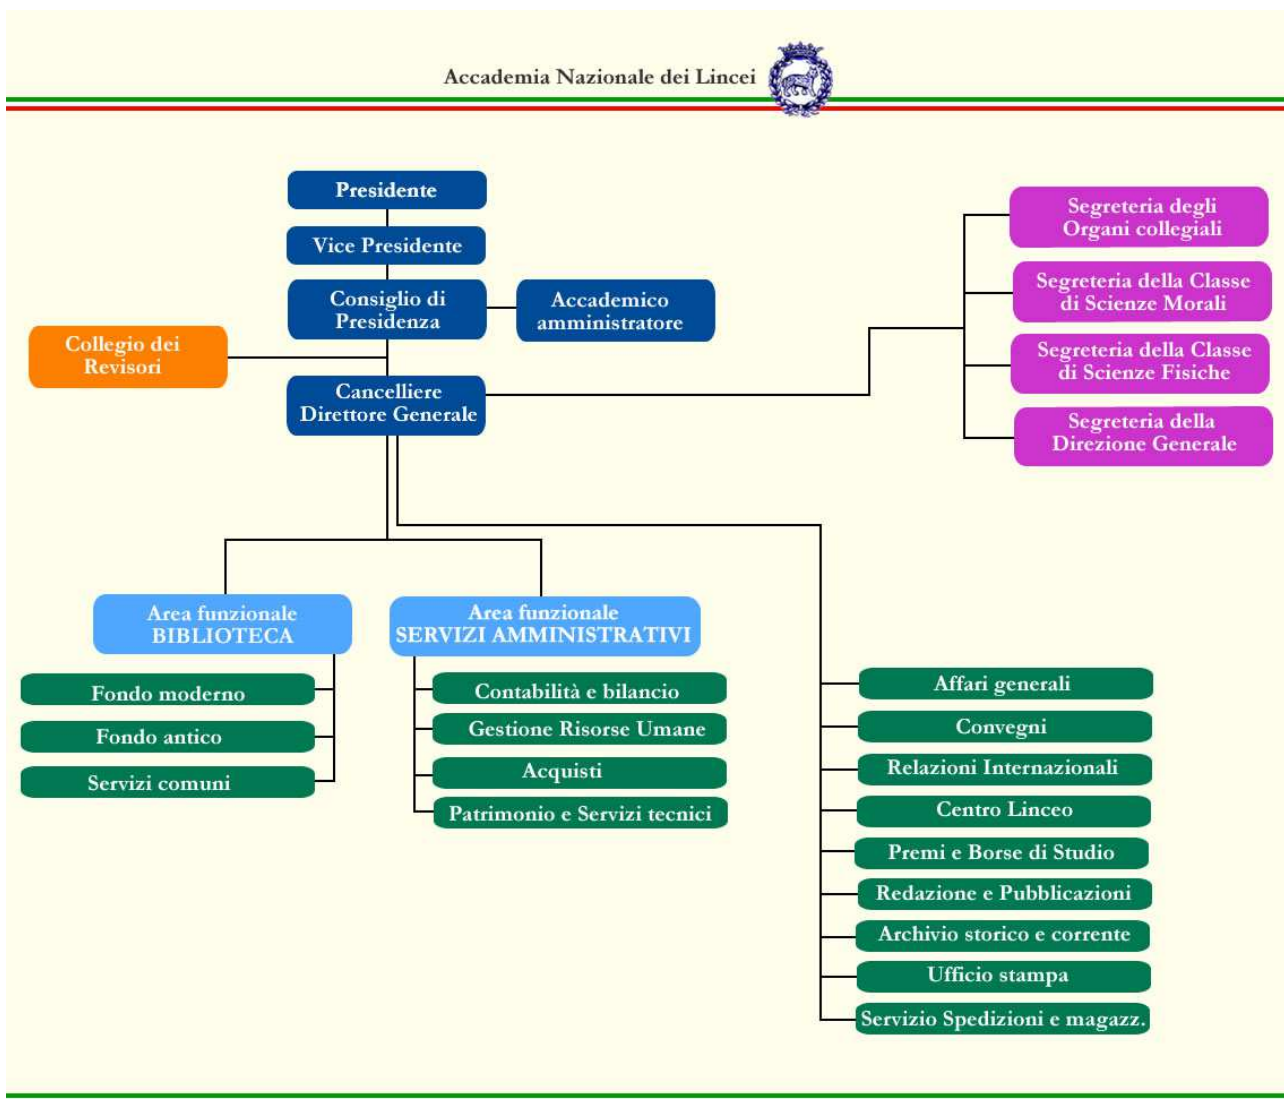 Accademia Nazionale dei Lincei
Presidente
Vice Presidente
Consiglio di
Presidenza
Accademico
amministratore
Collegio dei
Revisori
Cancelliere
Direttore Generale
Segreteria degli
Organi collegiali
Segreteria della Classe
di Scienze Morali
Segreteria della Classe
di Scienze Fisiche
Segreteria della
Direzione Generale
Area funzionale
BIBLIOTECA
Fondo moderno
Fondo antico
Servizi comuni
Area funzionale
SERVIZI AMMINISTRATIVI
Contabilità e bilancio
Gestione Risorse Umane
Acquisti
Patrimonio e Servizi tecnici
Affari generali
Convegni
Relazioni Internazionali
Centro Linceo
Premi e Borse di Studio
Redazione e Pubblicazioni
Archivio storico e corrente
Ufficio stampa
Servizio Spedizioni e magazz.